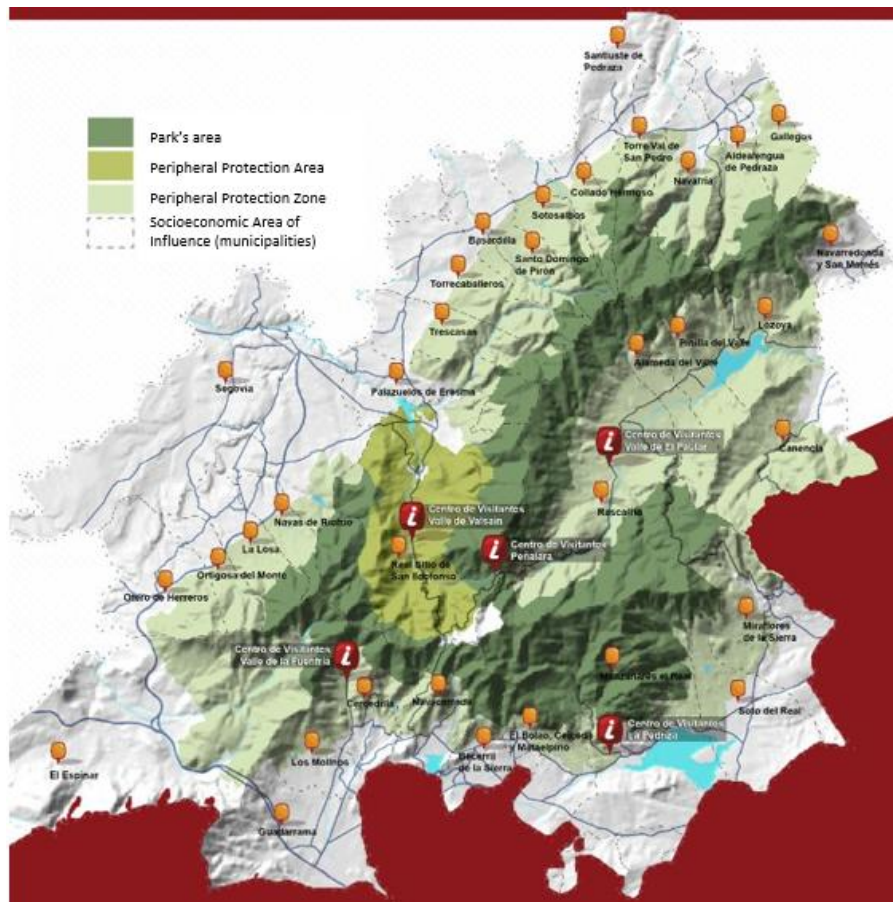 Santiuste de
Pedraza
Park's area
Peripheral Protection Area
Peripheral Protection Zone
Socioeconomic Area of
Influence (municipalities)
Gallegos
Torre Val de
San Pedro
Aldealengua
de Pedraza
Navafría
Collado Hermoso
Sotosalbos
Basardilla
Santo Domingo
de Pirón
Navarredonda
y San Mamés
Torrecaballeros
Trescasas
Lozoya
Pinilla del Valle
Alameda del Valle
Segovia
Palazuelos de Eresma
Centro de Visitantes
Valle de El Paular
Canencia
Rascafría
Navas de Riofrío
Centro de Visitantes
Valle de Valsaín
La Losa
Centro de Visitantes
Peñalara
Real Sitio de
San Ildefonso
Ortigosa del Monte
Otero de Herreros
Miraflores
de la Sierra
Centro de Visitantes
Valle de la Fuenfría
Manzanares el Real
Cercedilla
Navacerrada
Soto del Real
Centro de Visitantes
La Pedriza
El Boalo, Cerceda
y Mataelpino
Becerril
de la Sierra
Los Molinos
El Espinar
Guadarrama